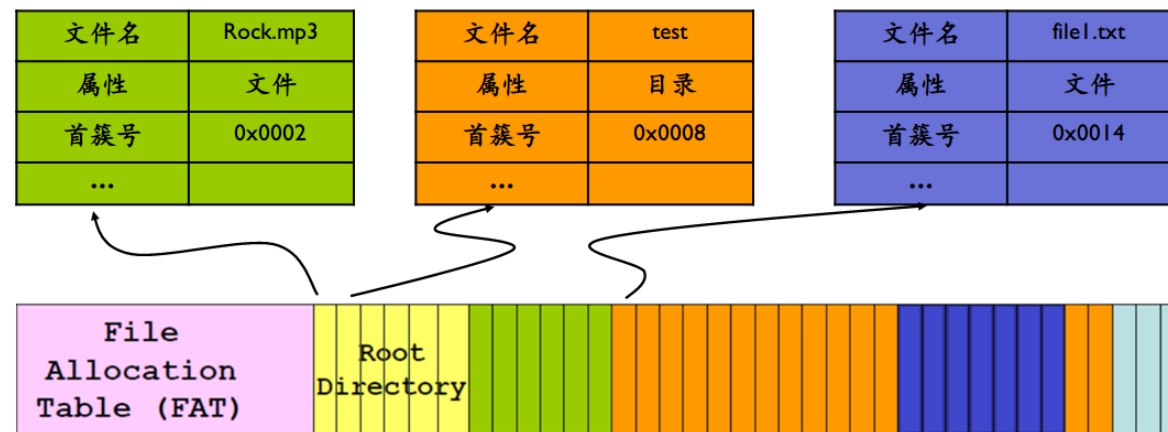 文件名 Rock.mp3
属性 文件
首簇号 0x0002
...
文件名 test
属性 目录
首簇号 0x0008
...
文件名 file1.txt
属性 文件
首簇号 0x0014
...
File
Allocation
Table (FAT)
Root
Directory